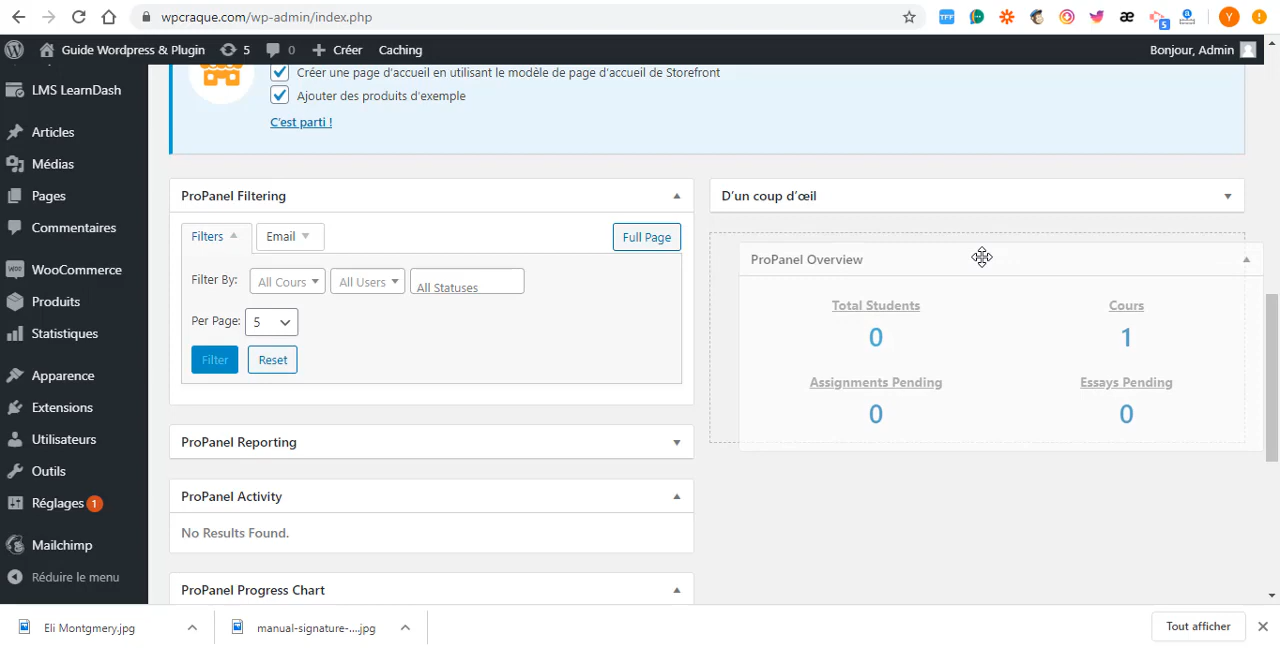 wpcraque.com/wp-admin/index.php
TFF
æ
5
a
Y
Guide Wordpress & Plugin
5
0
Créer
Caching
Bonjour, Admin
LMS LearnDash
Articles
Médias
Pages
Commentaires
WooCommerce
Produits
Statistiques
Apparence
Extensions
Utilisateurs
Outils
Réglages 1
Mailchimp
Réduire le menu
Créer une page d'accueil en utilisant le modèle de page d'accueil de Storefront
Ajouter des produits d'exemple
C'est parti !
ProPanel Filtering
Filters
Email
Full Page
Filter By:
All Cours
All Users
All Statuses
Per Page:
5
Filter
Reset
ProPanel Reporting
ProPanel Activity
No Results Found.
ProPanel Progress Chart
D'un coup d'œil
ProPanel Overview
Total Students
Cours
0
1
Assignments Pending
Essays Pending
0
0
Eli Montgmery.jpg
manual-signature-....jpg
Tout afficher